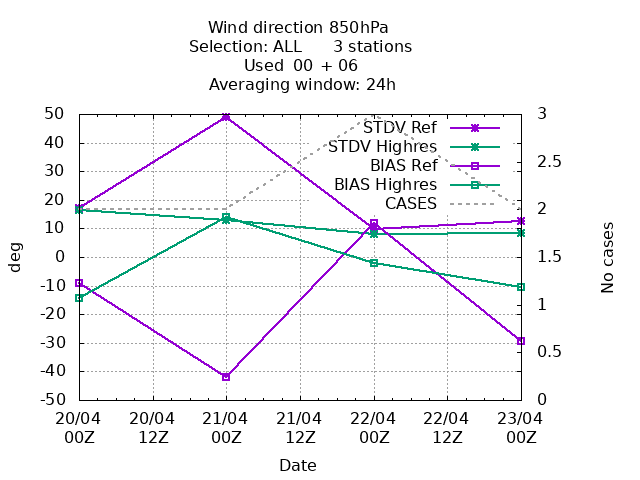 Wind direction 850hPa
Selection: ALL 3 stations
Used 00 + 06
Averaging window: 24h
50
40
30
20
10
0
-10
-20
-30
-40
-50
deg
3
2.5
2
1.5
1
0.5
0
No cases
STDV Ref
STDV Highres
BIAS Ref
BIAS Highres
CASES
20/04 20/04 21/04 21/04 22/04 22/04 23/04
00Z 12Z 00Z 12Z 00Z 12Z 00Z
Date